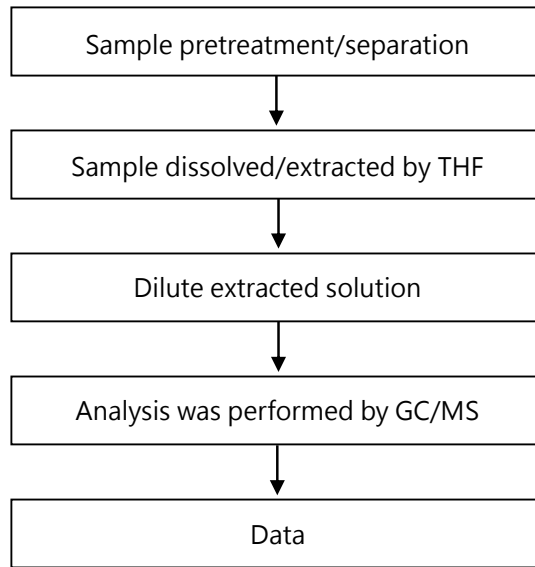 Sample pretreatment/separation
Sample dissolved/extracted by THF
Dilute extracted solution
Analysis was performed by GC/MS
Data